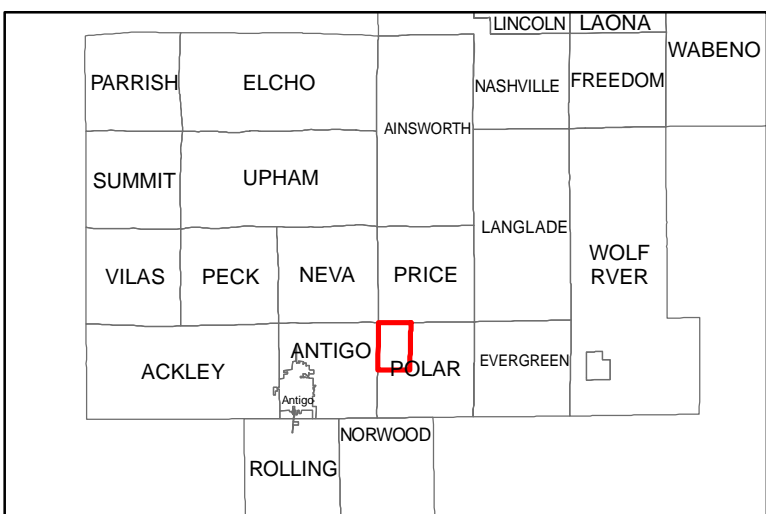 LINCOLN LAONA
WABENO
PARRISH ELCHO NASHVILLE FREEDOM
AINSWORTH
SUMMIT UPHAM
LANGLADE
VILAS PECK NEVA PRICE WOLF
RVER
ANTIGO
ACKLEY POLAR EVERGREEN
Antigo
NORWOOD
ROLLING